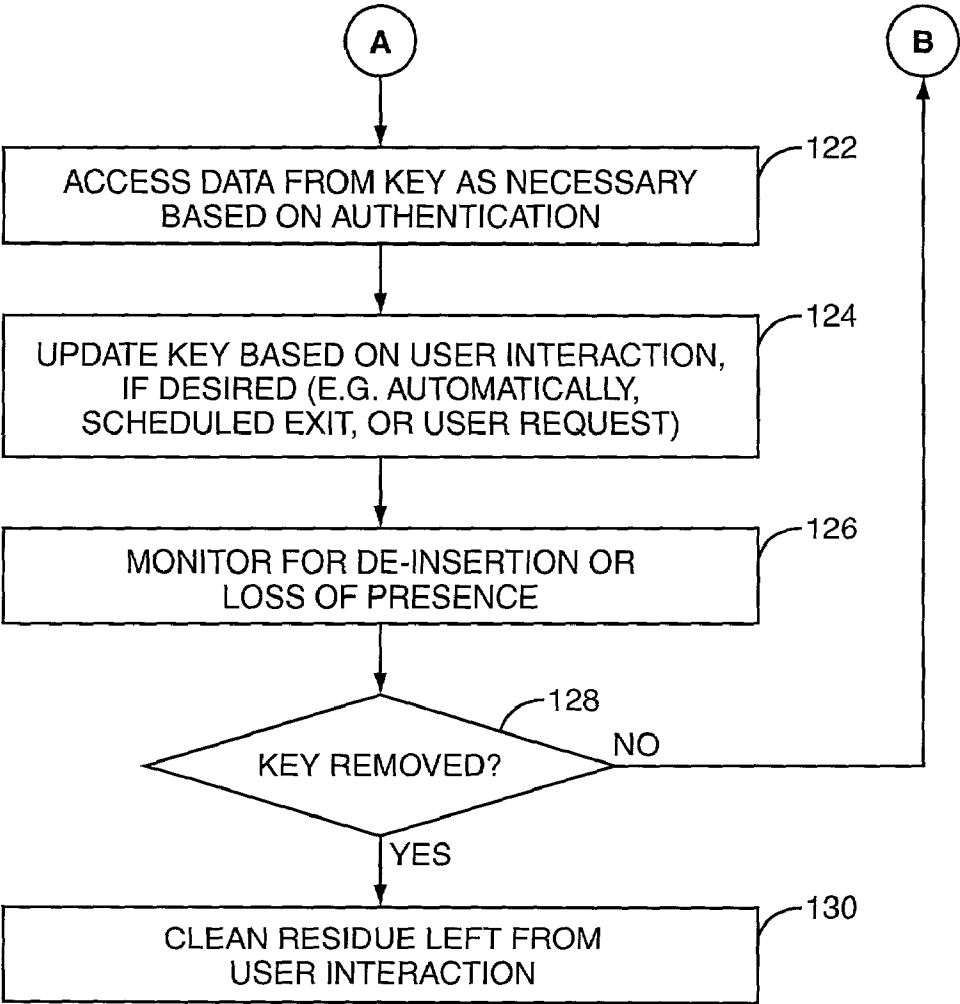 A
B
122
ACCESS DATA FROM KEY AS NECESSARY
BASED ON AUTHENTICATION
124
UPDATE KEY BASED ON USER INTERACTION,
IF DESIRED (E.G. AUTOMATICALLY,
SCHEDULED EXIT, OR USER REQUEST)
126
MONITOR FOR DE-INSERTION OR
LOSS OF PRESENCE
128
KEY REMOVED?
NO
YES
130
CLEAN RESIDUE LEFT FROM
USER INTERACTION